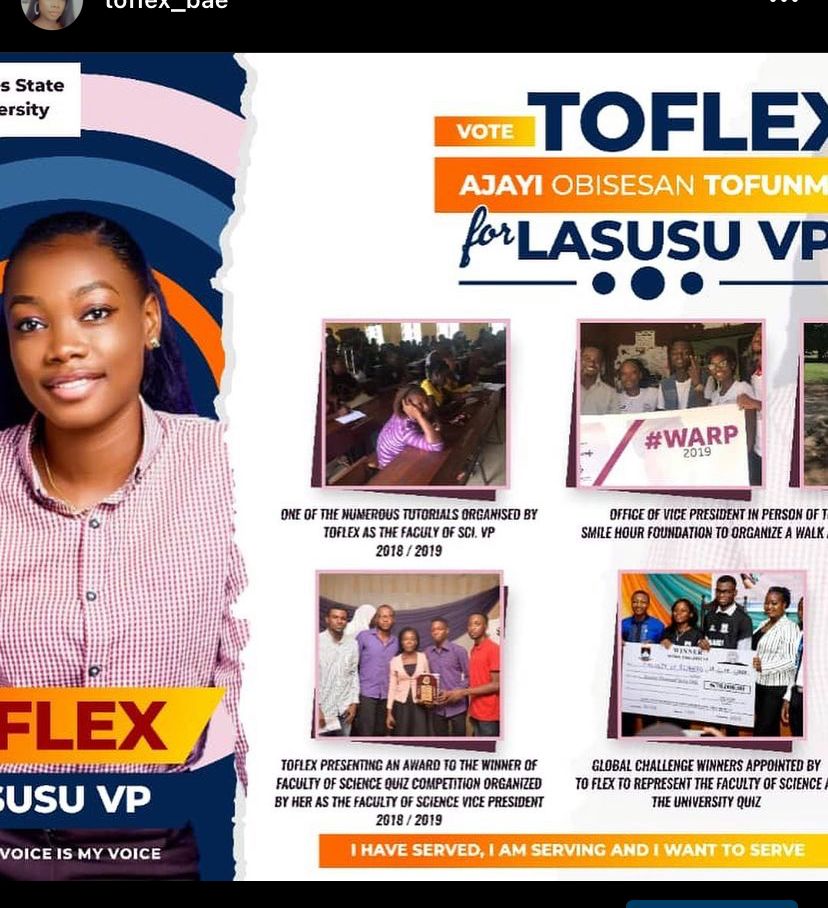 toflex_bae
s State
ersity
VOTE TOFLEX
AJAYI OBISESAN TOFUNM
for LASUSU VP
#WARP
2019
ONE OF THE NUMEROUS TUTORIALS ORGANISED BY
TOFLEX AS THE FACULY OF SCI. VP
2018 / 2019
OFFICE OF VICE PRESIDENT IN PERSON OF T
SMILE HOUR FOUNDATION TO ORGANIZE A WALK
WINNER
TOFLEX PRESENTING AN AWARD TO THE WINNER OF
FACULTY OF SCIENCE QUIZ COMPETITION ORGANIZED
BY HER AS THE FACULTY OF SCIENCE VICE PRESIDENT
2018 / 2019
GLOBAL CHALLENGE WINNERS APPOINTED BY
TO FLEX TO REPRESENT THE FACULTY OF SCIENCE
THE UNIVERSITY QUIZ
FLEX
SUSU VP
VOICE IS MY VOICE
I HAVE SERVED, I AM SERVING AND I WANT TO SERVE